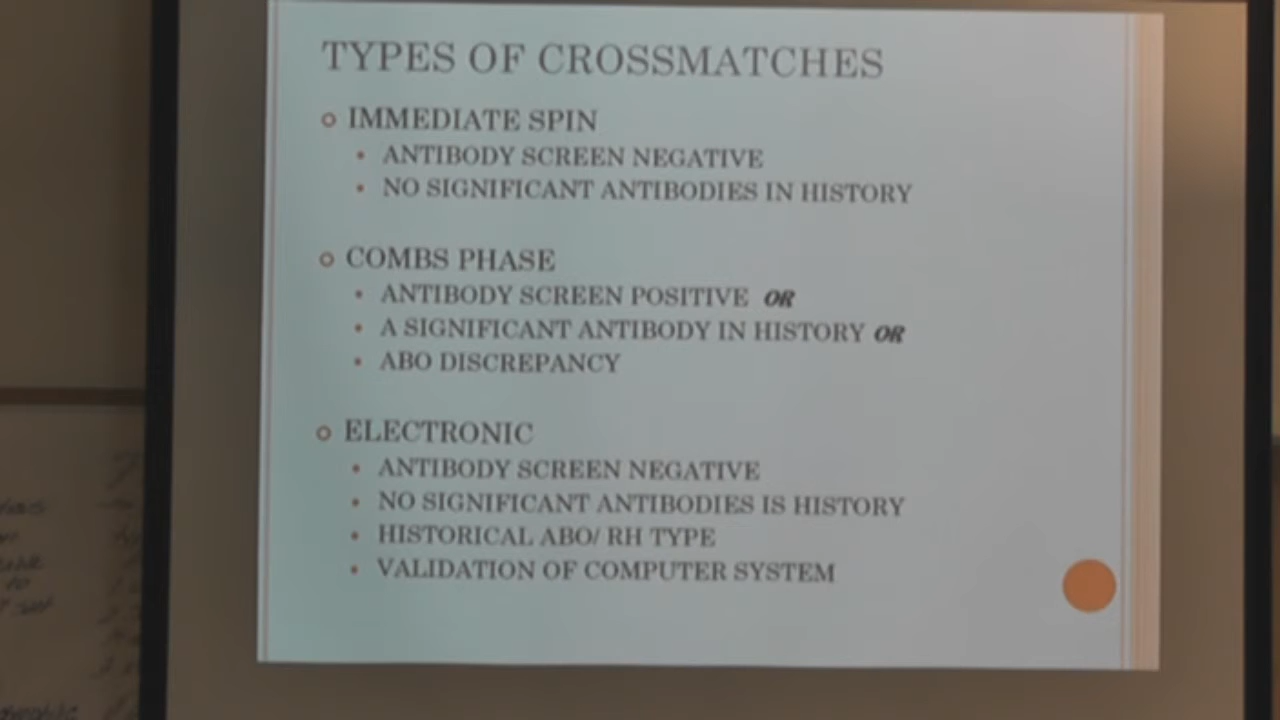 TYPES OF CROSSMATCHES
IMMEDIATE SPIN
ANTIBODY SCREEN NEGATIVE
NO SIGNIFICANT ANTIBODIES IN HISTORY
COMBS PHASE
ANTIBODY SCREEN POSITIVE OR
A SIGNIFICANT ANTIBODY IN HISTORY OR
ABO DISCREPANCY
ELECTRONIC
ANTIBODY SCREEN NEGATIVE
NO SIGNIFICANT ANTIBODIES IS HISTORY
HISTORICAL ABO/ RH TYPE
VALIDATION OF COMPUTER SYSTEM